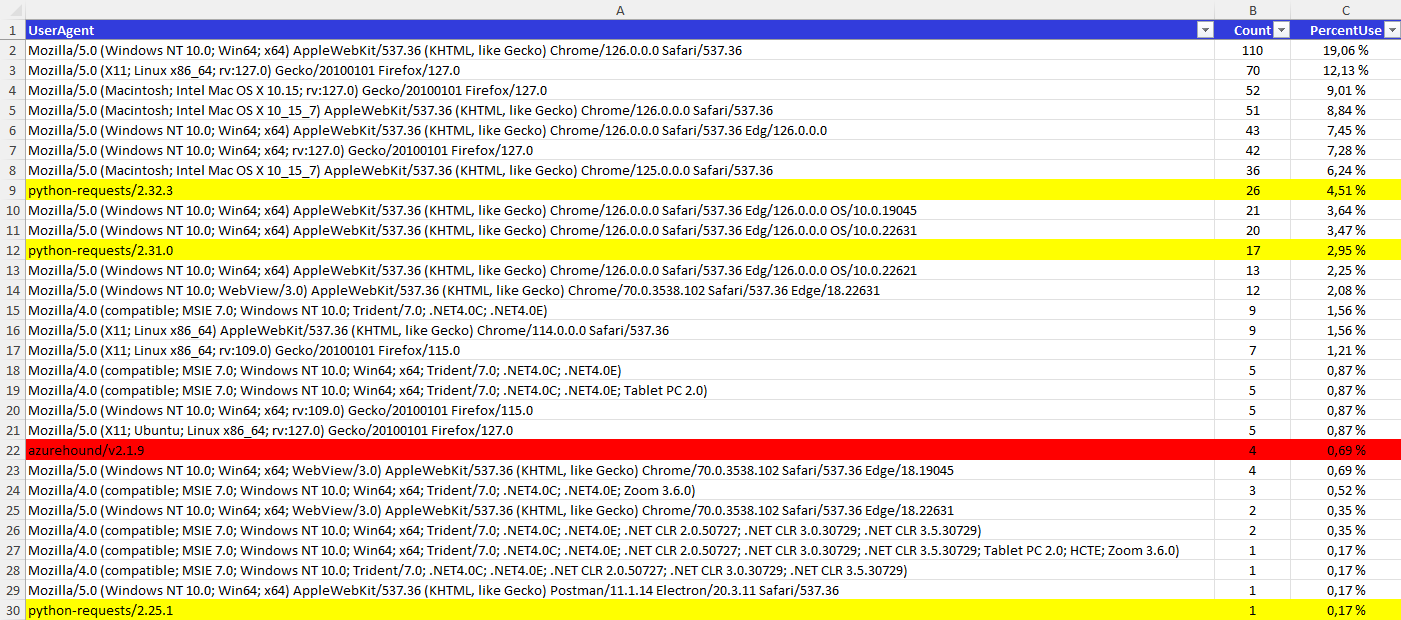 A B C
1 UserAgent Count PercentUse
2 Mozilla/5.0 (Windows NT 10.0; Win64; x64) AppleWebKit/537.36 (KHTML, like Gecko) Chrome/126.0.0.0 Safari/537.36 110 19,06 %
3 Mozilla/5.0 (X11; Linux x86_64; rv:127.0) Gecko/20100101 Firefox/127.0 70 12,13 %
4 Mozilla/5.0 (Macintosh; Intel Mac OS X 10.15; rv:127.0) Gecko/20100101 Firefox/127.0 52 9,01 %
5 Mozilla/5.0 (Macintosh; Intel Mac OS X 10_15_7) AppleWebKit/537.36 (KHTML, like Gecko) Chrome/126.0.0.0 Safari/537.36 51 8,84 %
6 Mozilla/5.0 (Windows NT 10.0; Win64; x64) AppleWebKit/537.36 (KHTML, like Gecko) Chrome/126.0.0.0 Safari/537.36 Edg/126.0.0.0 43 7,45 %
7 Mozilla/5.0 (Windows NT 10.0; Win64; x64; rv:127.0) Gecko/20100101 Firefox/127.0 42 7,28 %
8 Mozilla/5.0 (Macintosh; Intel Mac OS X 10_15_7) AppleWebKit/537.36 (KHTML, like Gecko) Chrome/125.0.0.0 Safari/537.36 36 6,24 %
9 python-requests/2.32.3 26 4,51 %
10 Mozilla/5.0 (Windows NT 10.0; Win64; x64) AppleWebKit/537.36 (KHTML, like Gecko) Chrome/126.0.0.0 Safari/537.36 Edg/126.0.0.0 OS/10.0.19045 21 3,64 %
11 Mozilla/5.0 (Windows NT 10.0; Win64; x64) AppleWebKit/537.36 (KHTML, like Gecko) Chrome/126.0.0.0 Safari/537.36 Edg/126.0.0.0 OS/10.0.22631 20 3,47 %
12 python-requests/2.31.0 17 2,95 %
13 Mozilla/5.0 (Windows NT 10.0; Win64; x64) AppleWebKit/537.36 (KHTML, like Gecko) Chrome/126.0.0.0 Safari/537.36 Edg/126.0.0.0 OS/10.0.22621 13 2,25 %
14 Mozilla/5.0 (Windows NT 10.0; WebView/3.0) AppleWebKit/537.36 (KHTML, like Gecko) Chrome/70.0.3538.102 Safari/537.36 Edge/18.22631 12 2,08 %
15 Mozilla/4.0 (compatible; MSIE 7.0; Windows NT 10.0; Trident/7.0; .NET4.0C; .NET4.0E) 9 1,56 %
16 Mozilla/5.0 (X11; Linux x86_64) AppleWebKit/537.36 (KHTML, like Gecko) Chrome/114.0.0.0 Safari/537.36 9 1,56 %
17 Mozilla/5.0 (X11; Linux x86_64; rv:109.0) Gecko/20100101 Firefox/115.0 7 1,21 %
18 Mozilla/4.0 (compatible; MSIE 7.0; Windows NT 10.0; Win64; x64; Trident/7.0; .NET4.0C; .NET4.0E) 5 0,87 %
19 Mozilla/4.0 (compatible; MSIE 7.0; Windows NT 10.0; Win64; x64; Trident/7.0; .NET4.0C; .NET4.0E; Tablet PC 2.0) 5 0,87 %
20 Mozilla/5.0 (Windows NT 10.0; Win64; x64; rv:109.0) Gecko/20100101 Firefox/115.0 5 0,87 %
21 Mozilla/5.0 (X11; Ubuntu; Linux x86_64; rv:127.0) Gecko/20100101 Firefox/127.0 5 0,87 %
22 azurehound/v2.1.9 4 0,69 %
23 Mozilla/5.0 (Windows NT 10.0; Win64; x64; WebView/3.0) AppleWebKit/537.36 (KHTML, like Gecko) Chrome/70.0.3538.102 Safari/537.36 Edge/18.19045 4 0,69 %
24 Mozilla/4.0 (compatible; MSIE 7.0; Windows NT 10.0; Win64; x64; Trident/7.0; .NET4.0C; .NET4.0E; Zoom 3.6.0) 3 0,52 %
25 Mozilla/5.0 (Windows NT 10.0; Win64; x64; WebView/3.0) AppleWebKit/537.36 (KHTML, like Gecko) Chrome/70.0.3538.102 Safari/537.36 Edge/18.22631 2 0,35 %
26 Mozilla/4.0 (compatible; MSIE 7.0; Windows NT 10.0; Win64; x64; Trident/7.0; .NET4.0C; .NET4.0E; .NET CLR 2.0.50727; .NET CLR 3.0.30729; .NET CLR 3.5.30729) 2 0,35 %
27 Mozilla/4.0 (compatible; MSIE 7.0; Windows NT 10.0; Win64; x64; Trident/7.0; .NET4.0C; .NET4.0E; .NET CLR 2.0.50727; .NET CLR 3.0.30729; .NET CLR 3.5.30729; Tablet PC 2.0; HCTE; Zoom 3.6.0) 1 0,17 %
28 Mozilla/4.0 (compatible; MSIE 7.0; Windows NT 10.0; Trident/7.0; .NET4.0C; .NET4.0E; .NET CLR 2.0.50727; .NET CLR 3.0.30729; .NET CLR 3.5.30729) 1 0,17 %
29 Mozilla/5.0 (Windows NT 10.0; Win64; x64) AppleWebKit/537.36 (KHTML, like Gecko) Postman/11.1.14 Electron/20.3.11 Safari/537.36 1 0,17 %
30 python-requests/2.25.1 1 0,17 %